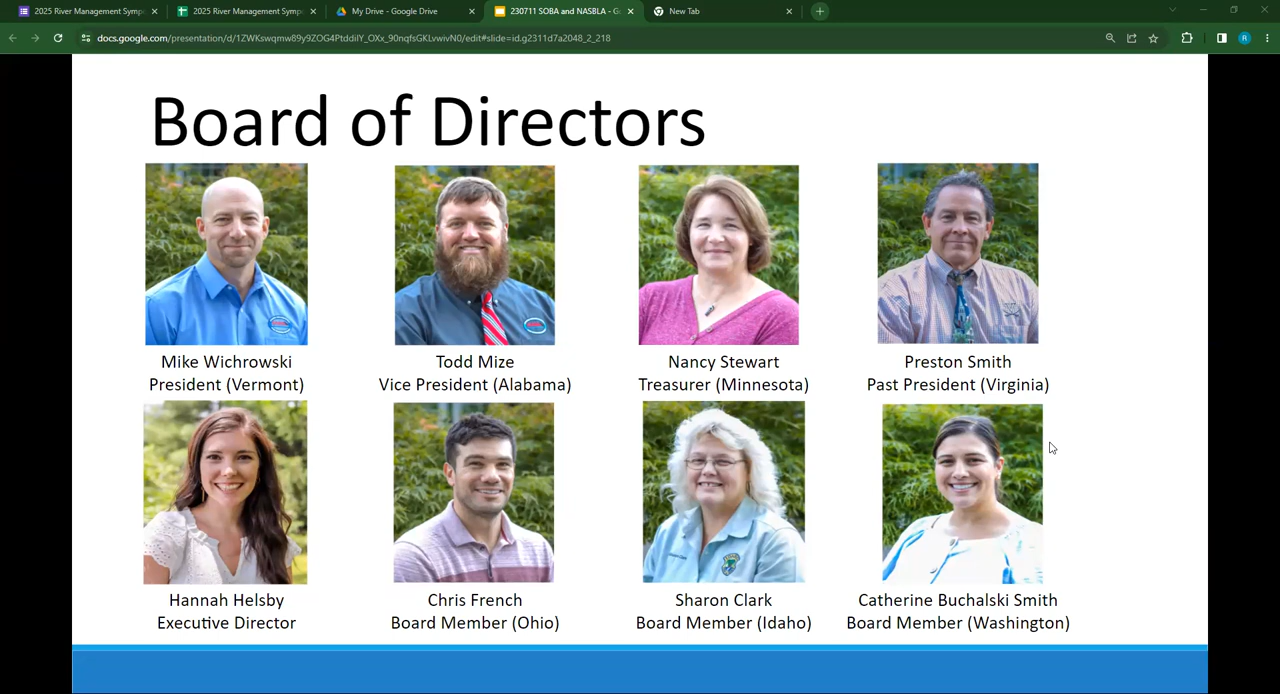 2025 River Management Symp
2025 River Management Symp
My Drive - Google Drive
230711 SOBA and NASBLA - G
New Tab
docs.google.com/presentation/d/1ZWKswqmw89y9ZOG4PtddilY_OXx_90nqfsGKLvwivN0/edit#slide=id.g2311d7a2048_2_218
R
Board of Directors
Mike Wichrowski
President (Vermont)
Todd Mize
Vice President (Alabama)
Nancy Stewart
Treasurer (Minnesota)
Preston Smith
Past President (Virginia)
Hannah Helsby
Executive Director
Chris French
Board Member (Ohio)
Sharon Clark
Board Member (Idaho)
Catherine Buchalski Smith
Board Member (Washington)